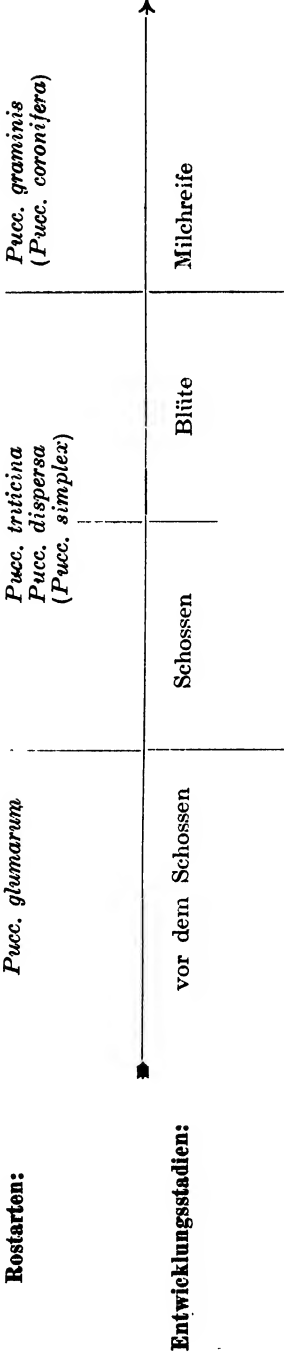 Rostarten:
Pucc. glumarum
Pucc. triticina
Pucc. dispersa
(Pucc. simplex)
Pucc. graminis
(Pucc. coronifera)
Entwicklungsstadien:
vor dem Schossen
Schossen
Blüte
Milchreife